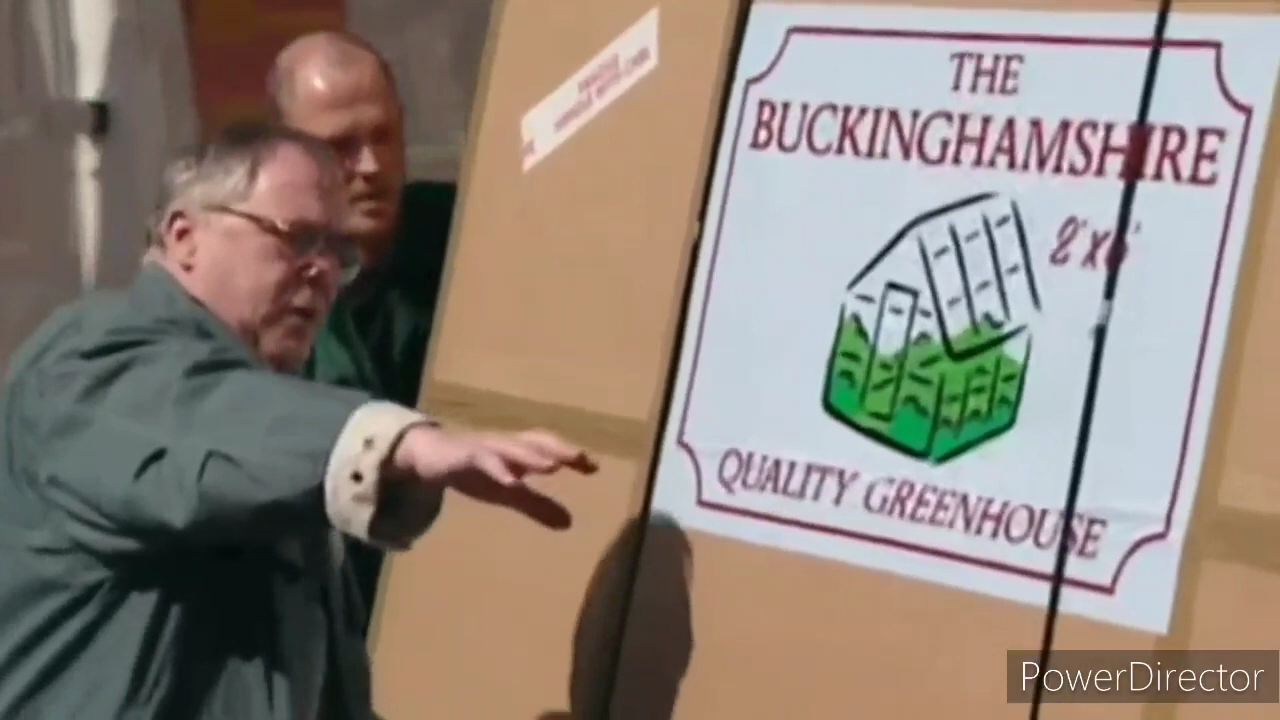 THE
BUCKINGHAMSHIRE
8'x6'
QUALITY GREENHOUSE
PowerDirector